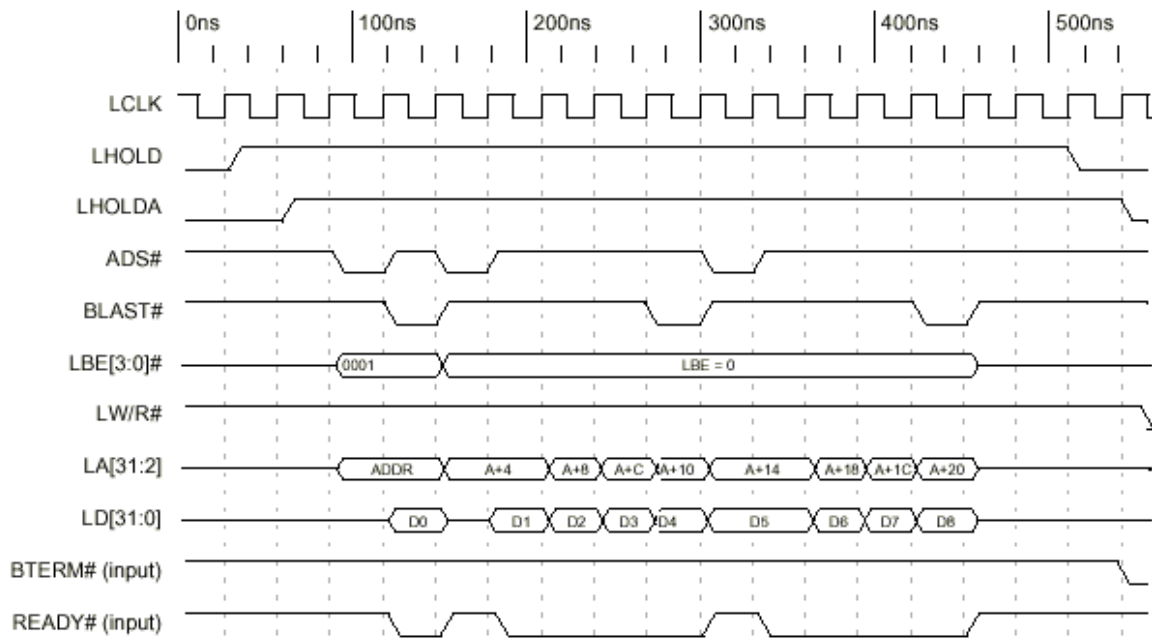 0ns 100ns 200ns 300ns 400ns 500ns
LCLK
LHOLD
LHOLDA
ADS#
BLAST#
LBE[3:0]# 0001 LBE = 0
LW/R#
LA[31:2] ADDR A+4 A+8 A+C A+10 A+14 A+18 A+1C A+20
LD[31:0] D0 D1 D2 D3 D4 D5 D6 D7 D8
BTERM# (input)
READY# (input)